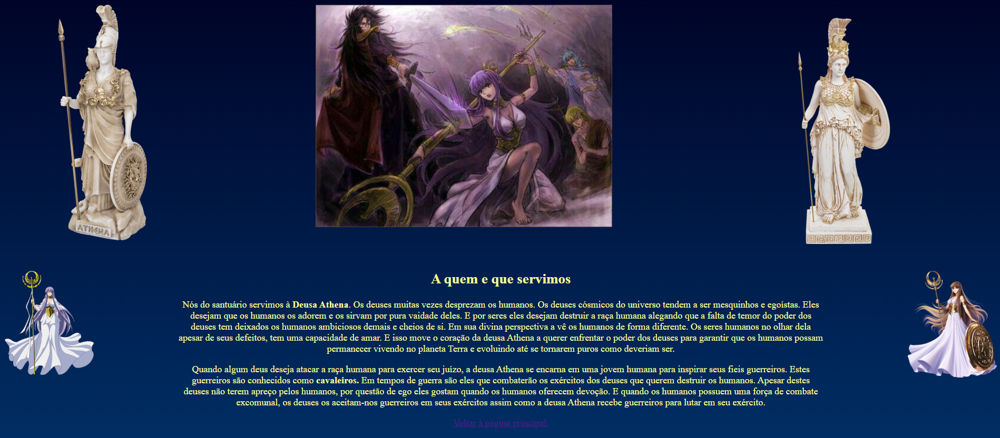 ATHENA
A quem e que servimos
Nós do santuário servimos à Deusa Athena. Os deuses muitas vezes desprezam os humanos. Os deuses cósmicos do universo tendem a ser mesquinhos e egoístas. Eles
desejam que os humanos os adorem e os sirvam por pura vaidade deles. E por seres eles desejam destruir a raça humana alegando que a falta de temor do poder dos
deuses tem deixados os humanos ambiciosos demais e cheios de si. Em sua divina perspectiva a vê os humanos de forma diferente. Os seres humanos no olhar dela
apesar de seus defeitos, tem uma capacidade de amar. E isso move o coração da deusa Athena a querer enfrentar o poder dos deuses para garantir que os humanos possam
permanecer vivendo no planeta Terra e evoluindo até se tornarem puros como deveriam ser.
Quando algum deus deseja atacar a raça humana para exercer seu juízo, a deusa Athena se encarna em uma jovem humana para inspirar seus fieis guerreiros. Estes
guerreiros são conhecidos como cavaleiros. Em tempos de guerra são eles que combaterão os exércitos dos deuses que querem destruir os humanos. Apesar destes
deuses não terem apreço pelos humanos, por questão de ego eles gostam quando os humanos oferecem devoção. E quando os humanos possuem uma força de combate
excomunal, os deuses os aceitam-nos guerreiros em seus exércitos assim como a deusa Athena recebe guerreiros para lutar em seu exército.
Voltar à página principal.